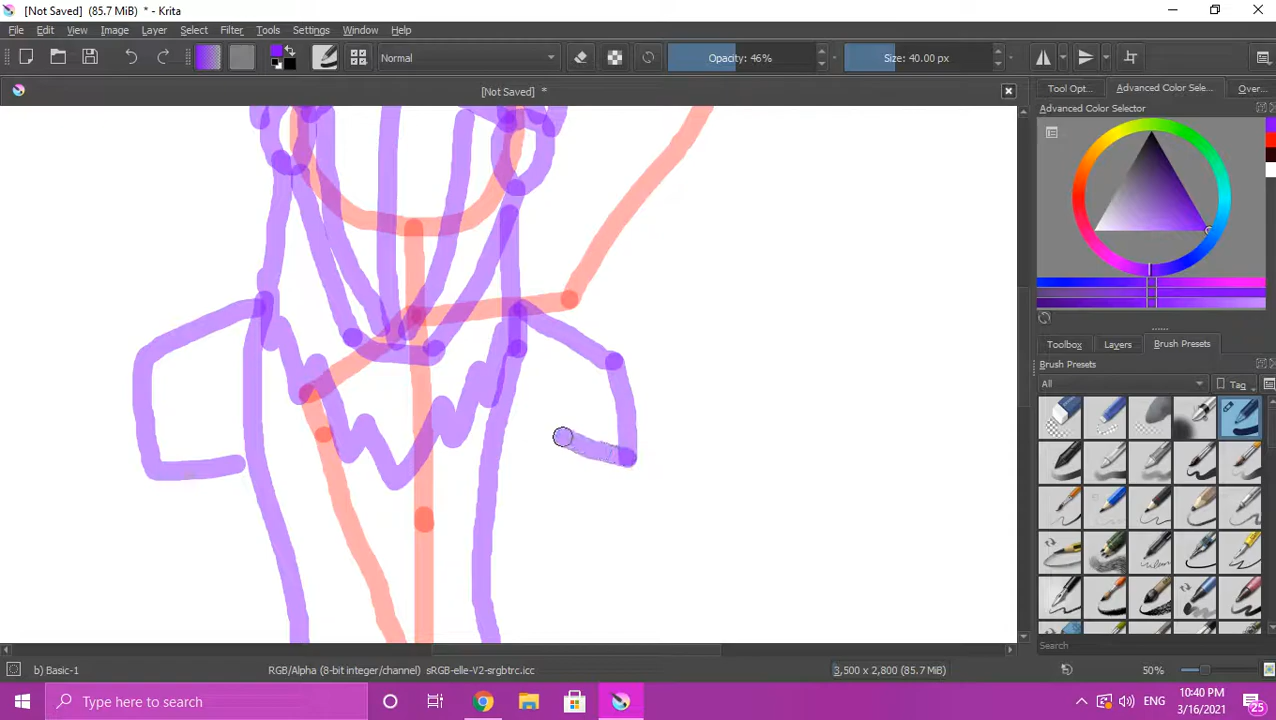 [Not Saved] (85.7 MiB) * - Krita
File Edit View Image Layer Select Filter Tools Settings Window Help
Normal
Opacity: 46%
Size: 40.00 px
[Not Saved] *
Tool Opt...
Advanced Color Sele...
Over...
Advanced Color Selector
Toolbox
Layers
Brush Presets
Brush Presets
All
Tag
Search
b) Basic-1
RGB/Alpha (8-bit integer/channel) sRGB-elle-V2-srgbtrc.icc
3,500 x 2,800 (85.7 MiB)
50%
Type here to search
ENG
10:40 PM
3/16/2021
25